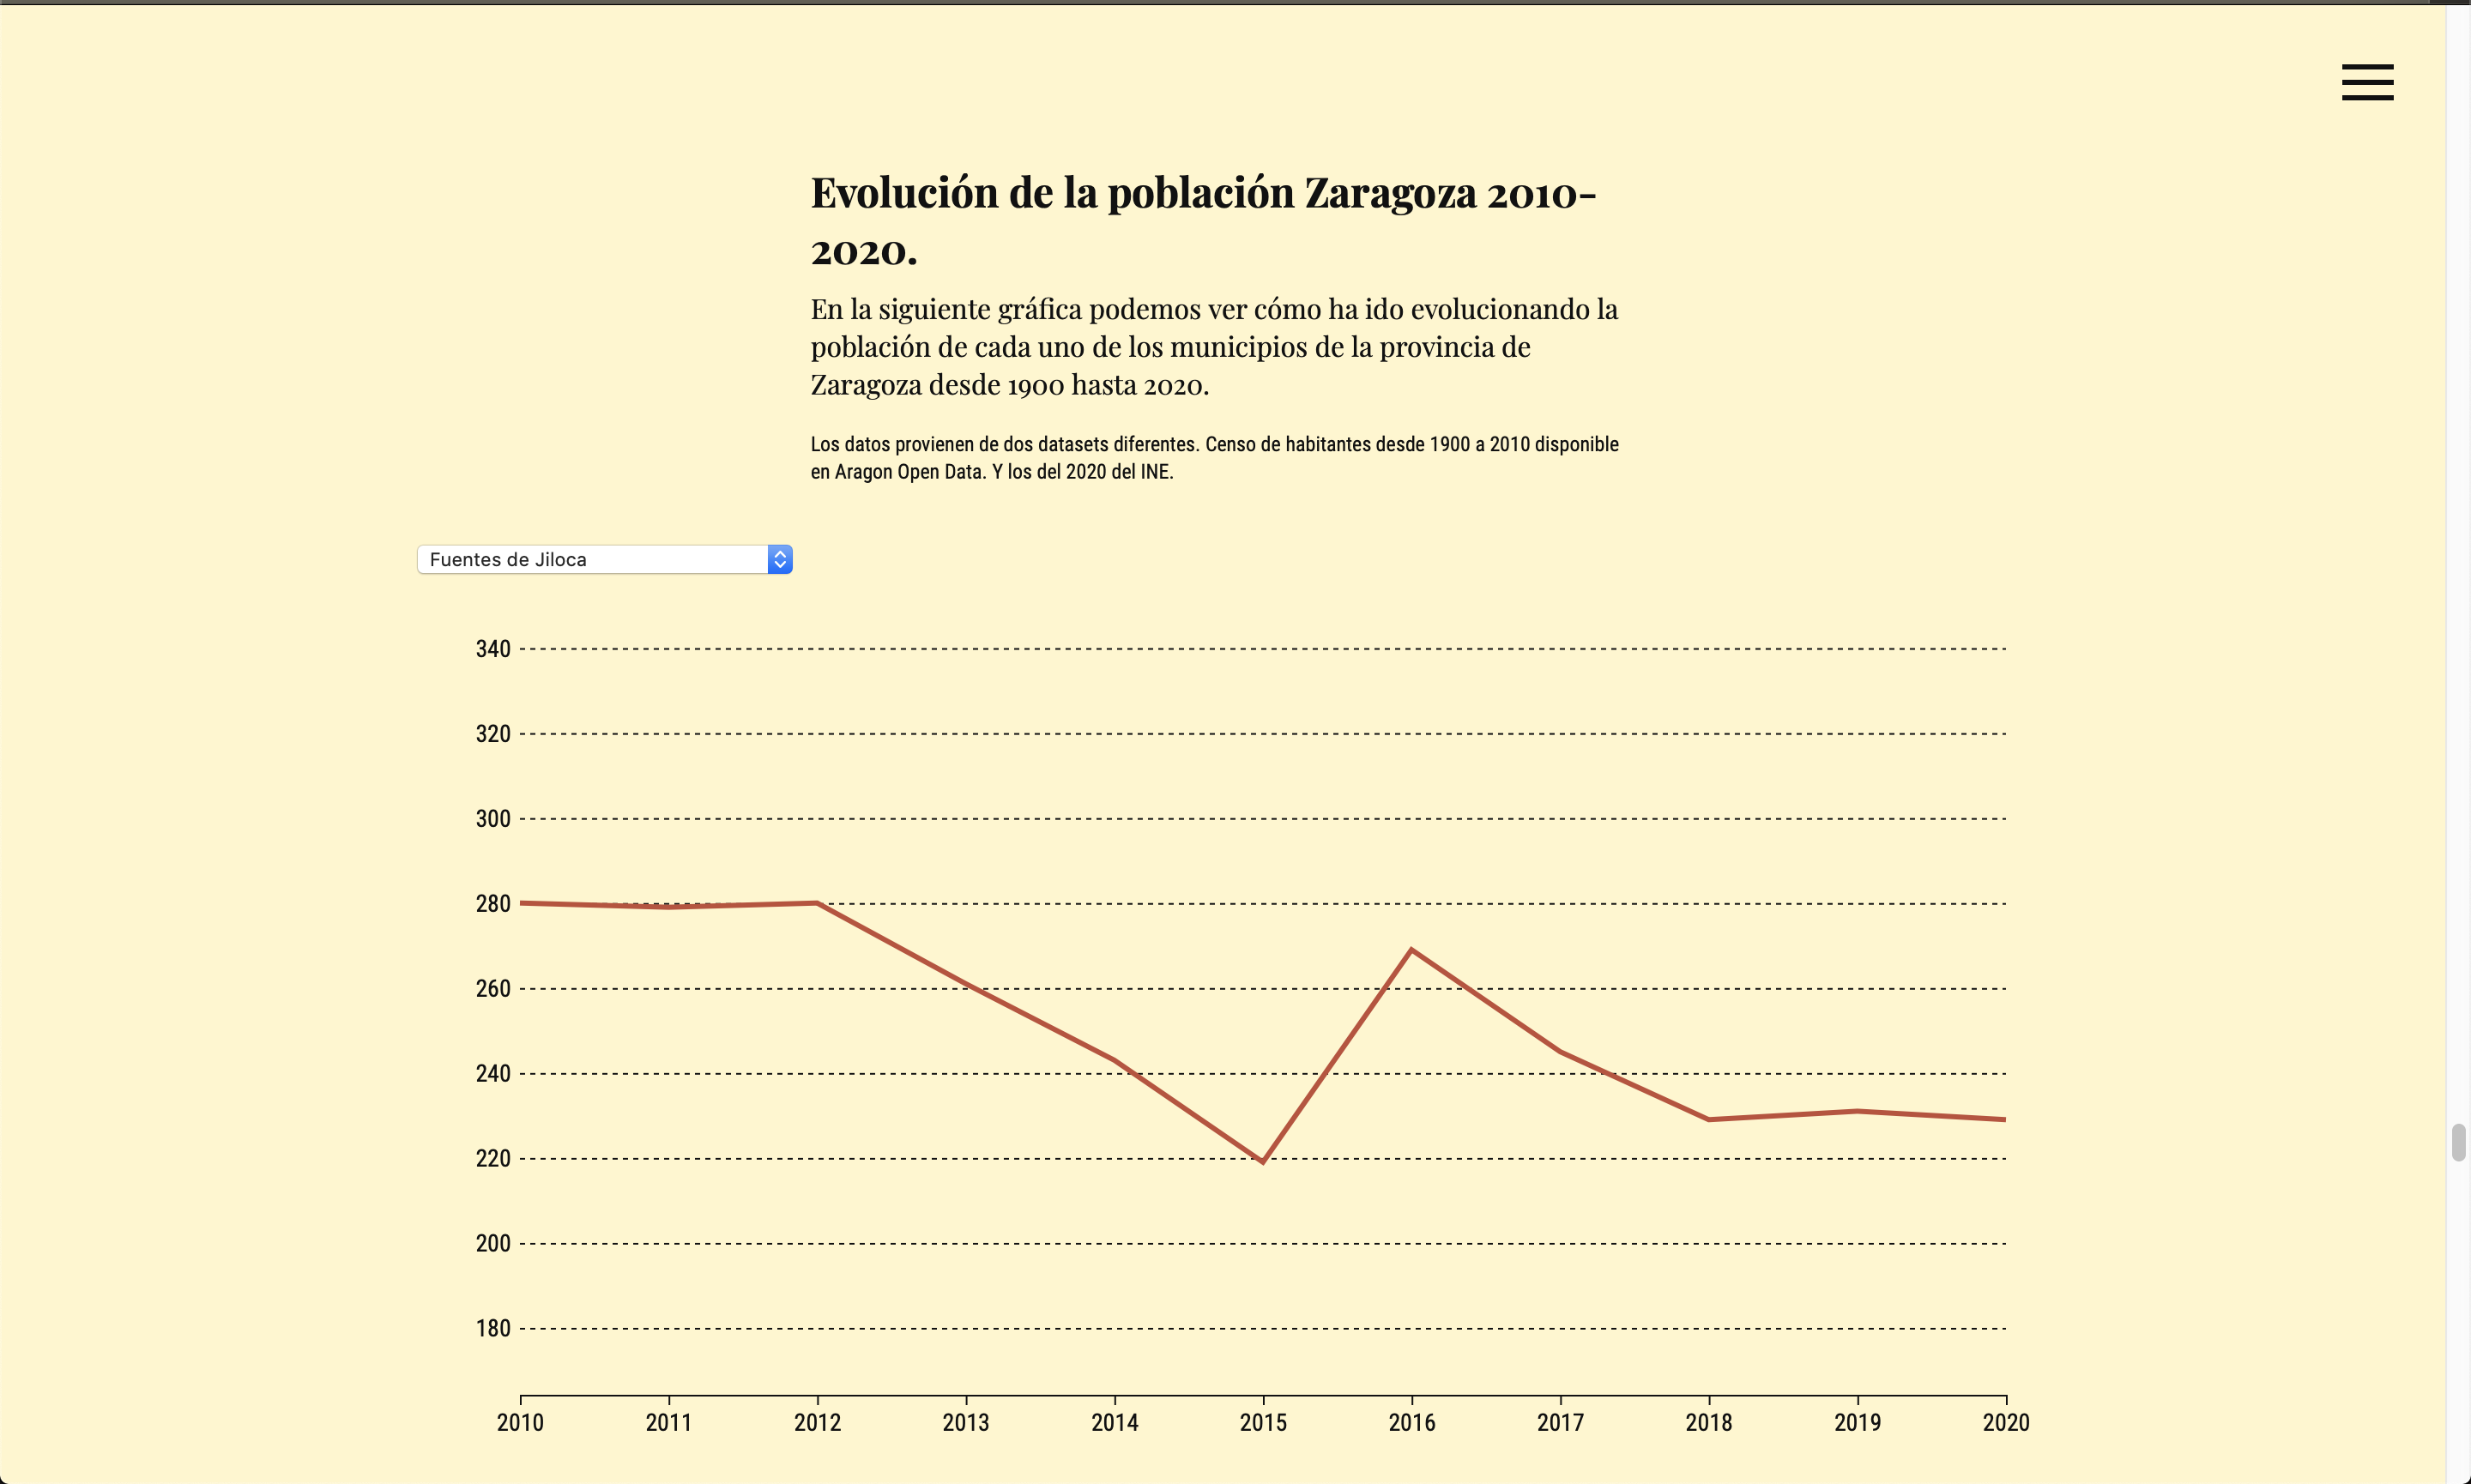 Evolución de la población Zaragoza 2010-
2020.
En la siguiente gráfica podemos ver cómo ha ido evolucionando la
población de cada uno de los municipios de la provincia de
Zaragoza desde 1900 hasta 2020.
Los datos provienen de dos datasets diferentes. Censo de habitantes desde 1900 a 2010 disponible
en Aragon Open Data. Y los del 2020 del INE.
Fuentes de Jiloca
340
320
300
280
260
240
220
200
180
2010 2011 2012 2013 2014 2015 2016 2017 2018 2019 2020